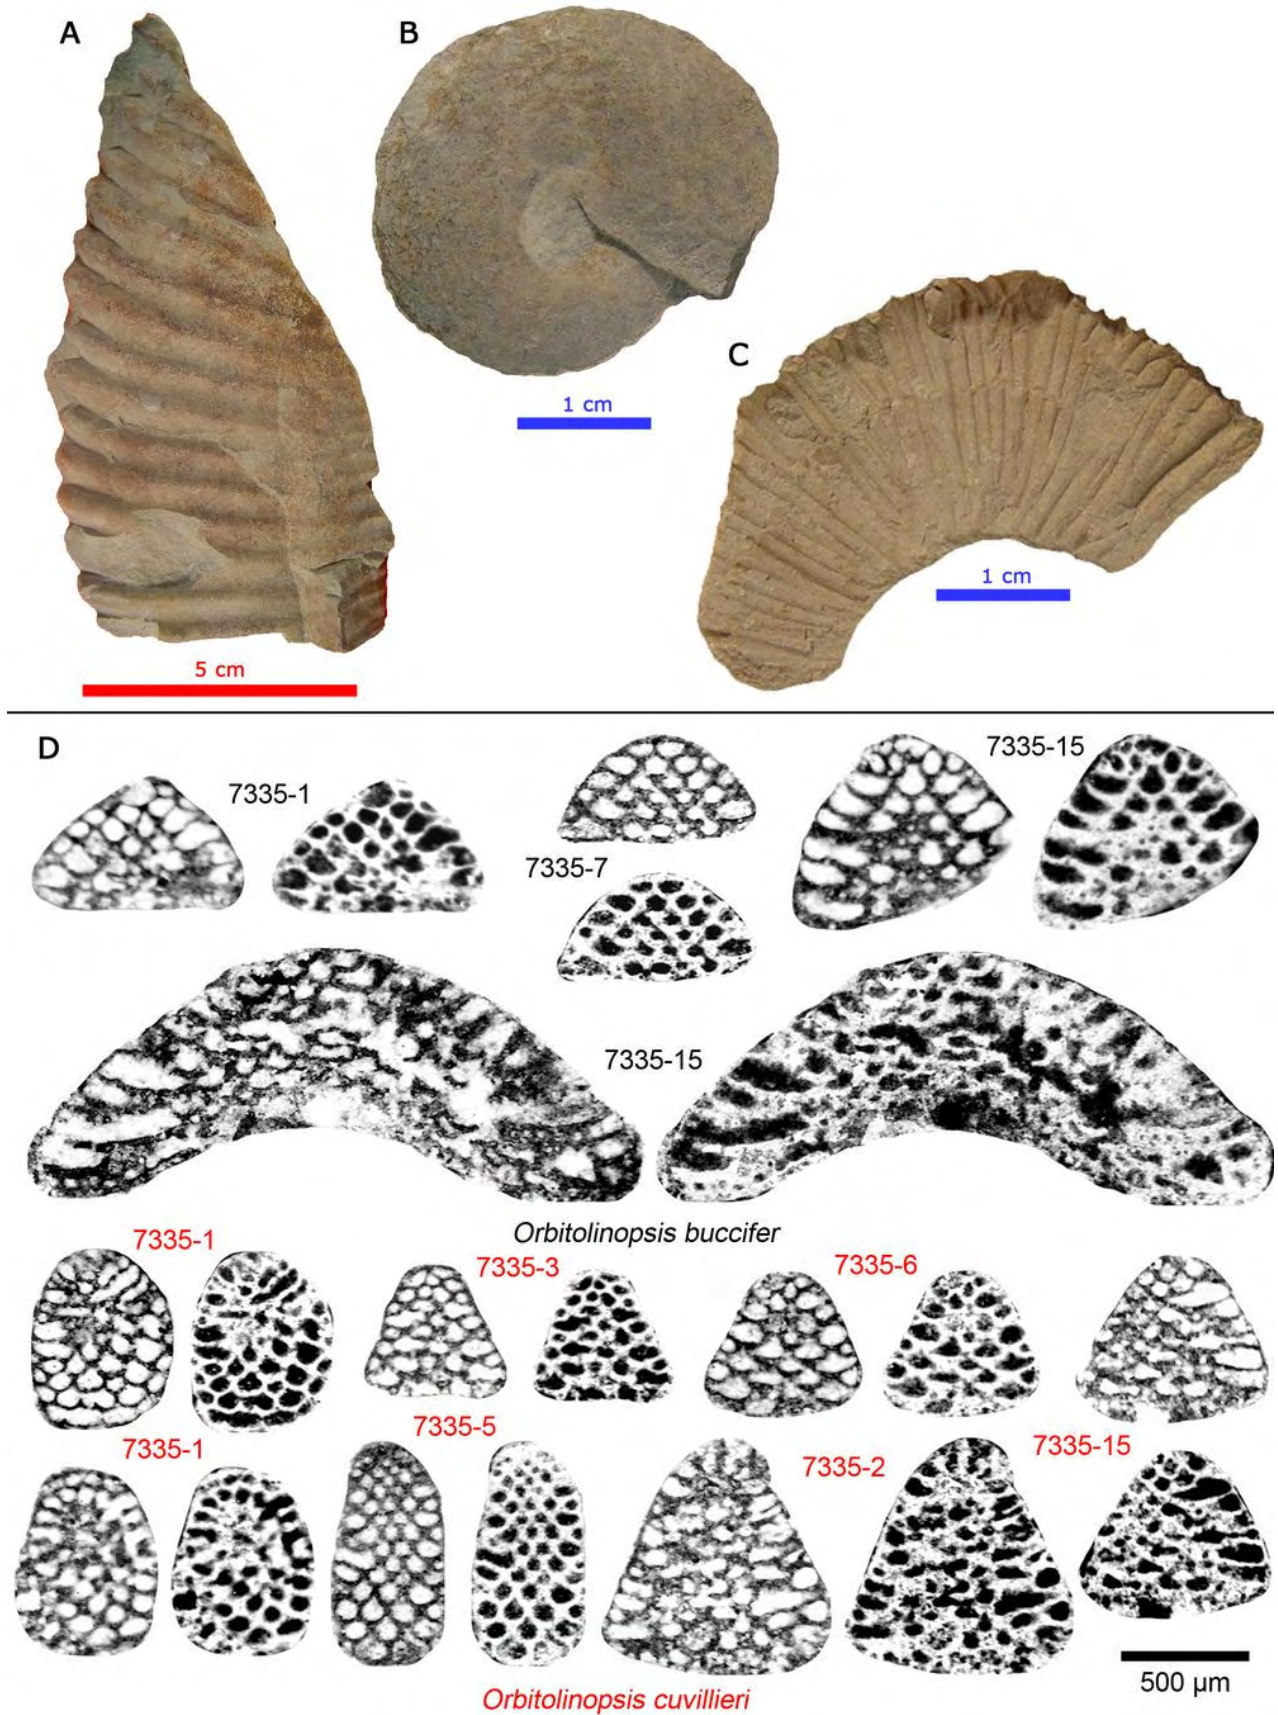 A
B
C
1 cm
1 cm
5 cm
D
7335-1
7335-7
7335-15
7335-15
Orbitolinopsis buccifer
7335-1
7335-3
7335-6
7335-1
7335-5
7335-2
7335-15
500 µm
Orbitolinopsis cuvillieri